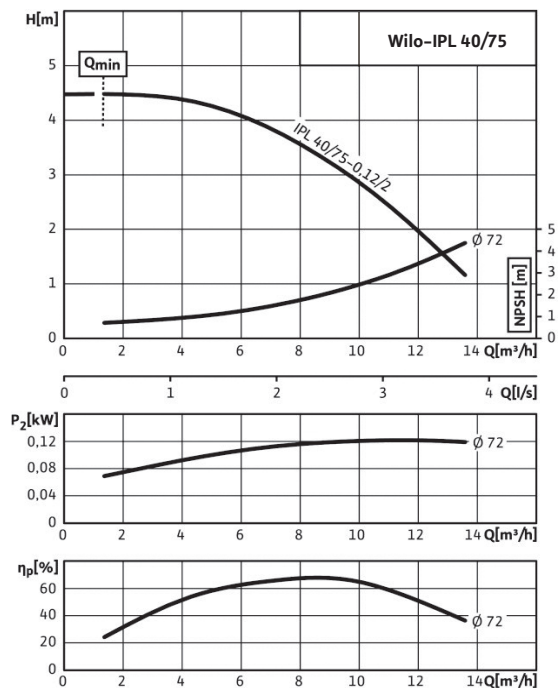 H[m]
Wilo-IPL 40/75
Qmin
5
4
3
2
1
0
IPL 40/75-0,12/2
Ø 72
5
4
3
2
1
0
NPSH [m]
0 2 4 6 8 10 12 14 Q[m³/h]
0 1 2 3 4 Q[l/s]
P₂[kW]
0,12
0,08
0,04
0
Ø 72
0 2 4 6 8 10 12 14 Q[m³/h]
ηp[%]
60
40
20
0
Ø 72
0 2 4 6 8 10 12 14 Q[m³/h]